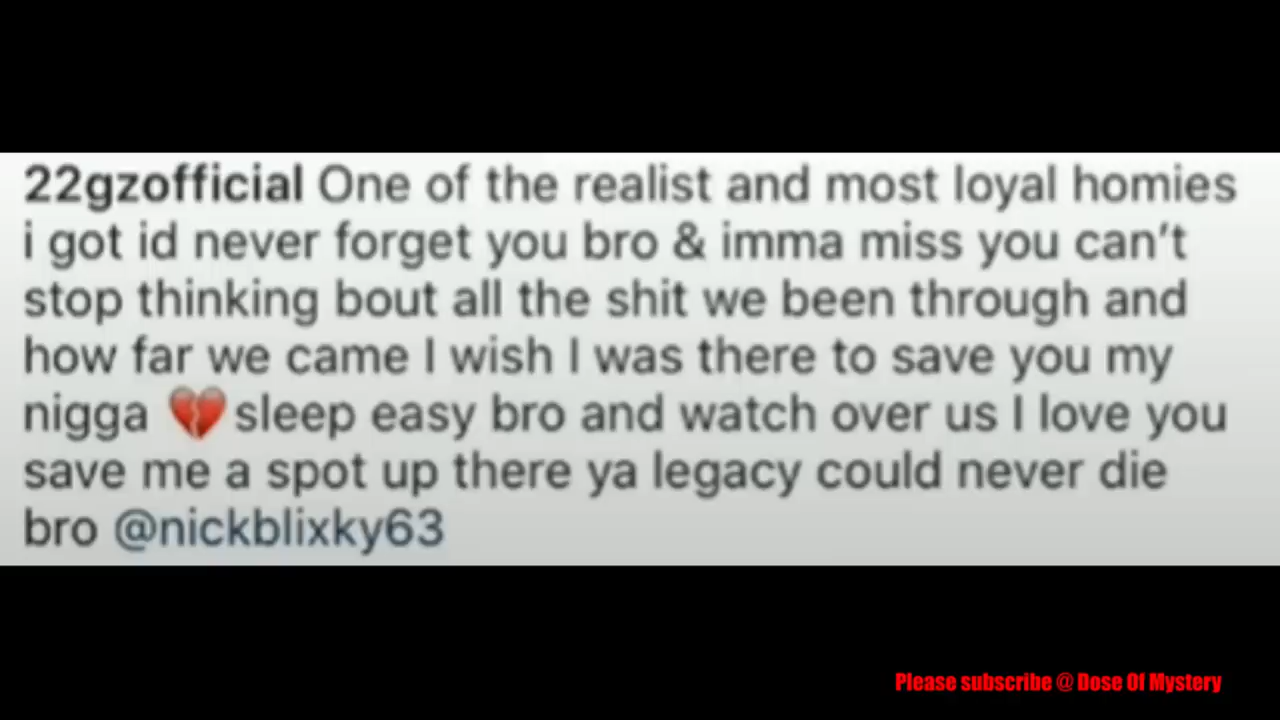 22gzofficial One of the realist and most loyal homies
i got id never forget you bro & imma miss you can’t
stop thinking bout all the shit we been through and
how far we came I wish I was there to save you my
nigga 💔 sleep easy bro and watch over us I love you
save me a spot up there ya legacy could never die
bro @nickblixky63
Please subscribe @ Dose Of Mystery